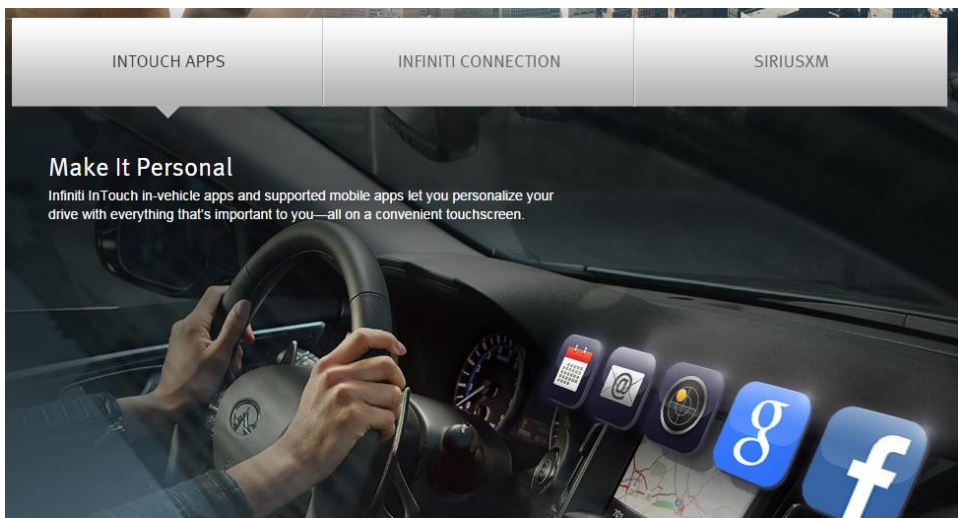 INTOUCH APPS
INFINITI CONNECTION
SIRIUSXM
Make It Personal
Infiniti InTouch in-vehicle apps and supported mobile apps let you personalize your
drive with everything that's important to you—all on a convenient touchscreen.
@
g
f
701